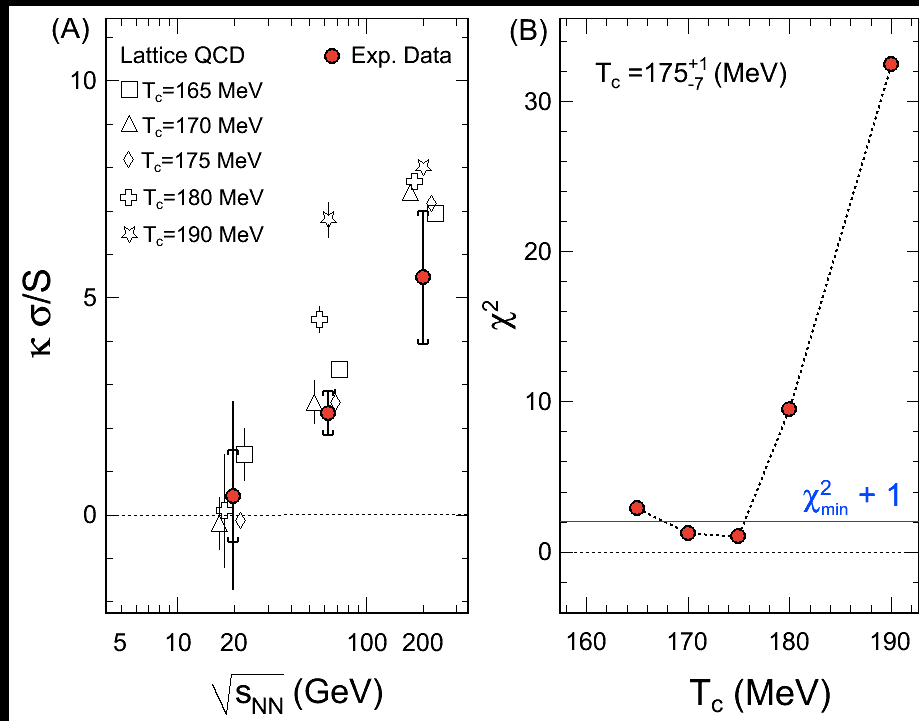 (A)
Lattice QCD
Exp. Data
T_c=165 MeV
T_c=170 MeV
T_c=175 MeV
T_c=180 MeV
T_c=190 MeV
10
5
0
κ σ/S
5 10 20 100 200
√s_NN (GeV)
(B)
T_c =175^+1_-7 (MeV)
30
20
10
0
χ²
χ²_min + 1
160 170 180 190
T_c (MeV)